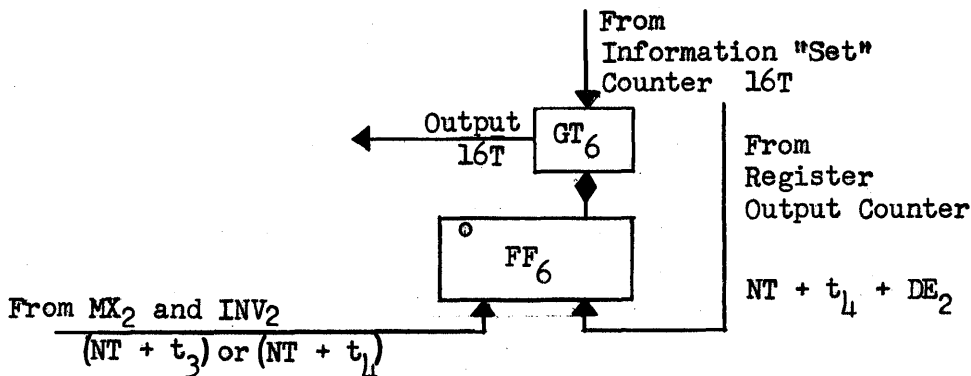 From
Information "Set"
Counter 16T
Output
16T
GT6
From
Register
Output Counter
0
FF6
NT + t4 + DE2
From MX2 and INV2
(NT + t3) or (NT + t4)